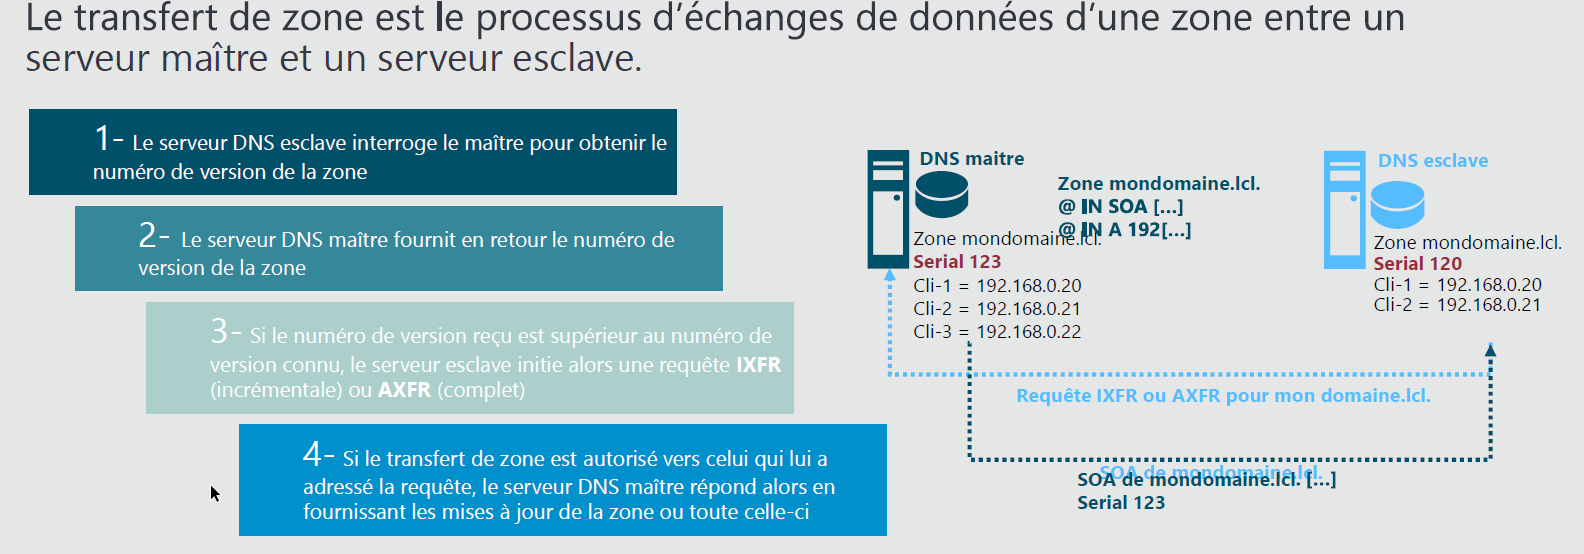 Le transfert de zone est le processus d’échanges de données d’une zone entre un
serveur maître et un serveur esclave.
1- Le serveur DNS esclave interroge le maître pour obtenir le
numéro de version de la zone
2- Le serveur DNS maître fournit en retour le numéro de
version de la zone
3- Si le numéro de version reçu est supérieur au numéro de
version connu, le serveur esclave initie alors une requête IXFR
(incrémentale) ou AXFR (complet)
4- Si le transfert de zone est autorisé vers celui qui lui a
adressé la requête, le serveur DNS maître répond alors en
fournissant les mises à jour de la zone ou toute celle-ci
DNS maitre
Zone mondomaine.lcl.
@ IN SOA [...]
@ IN A 192[...]
Zone mondomaine.lcl.
Serial 123
Cli-1 = 192.168.0.20
Cli-2 = 192.168.0.21
Cli-3 = 192.168.0.22
DNS esclave
Zone mondomaine.lcl.
Serial 120
Cli-1 = 192.168.0.20
Cli-2 = 192.168.0.21
Requête IXFR ou AXFR pour mon domaine.lcl.
SOA de mondomaine.lcl.
SOA de mondomaine.lcl. [...]
Serial 123